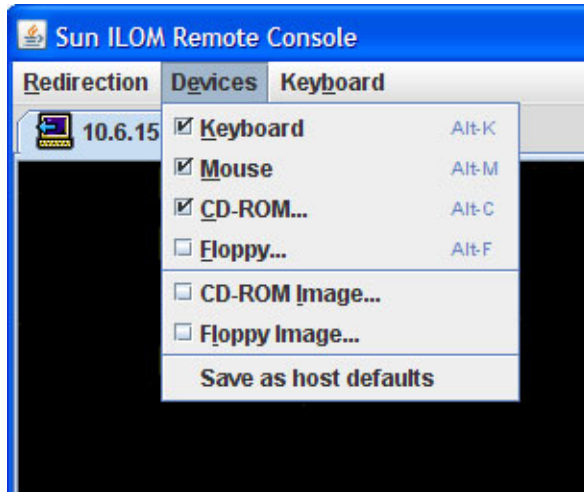 Sun ILOM Remote Console
Redirection Devices Keyboard
10.6.15
Keyboard Alt-K
Mouse Alt-M
CD-ROM... Alt-C
Floppy... Alt-F
CD-ROM Image...
Floppy Image...
Save as host defaults